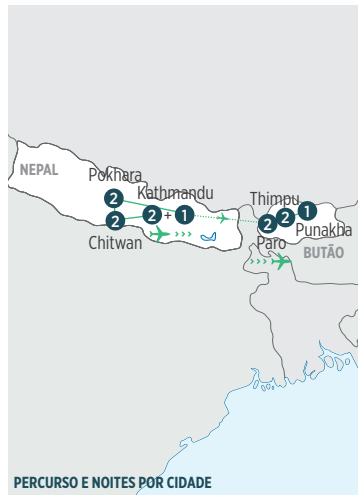 NEPAL
Pokhara
2
Kathmandu
2 + 1
2
Chitwan
Thimpu
2 2 1
Paro
Punakha
BUTÃO
PERCURSO E NOITES POR CIDADE